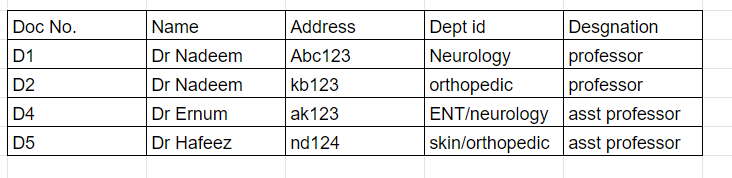 Doc No. Name Address Dept id Desgnation
D1 Dr Nadeem Abc123 Neurology professor
D2 Dr Nadeem kb123 orthopedic professor
D4 Dr Ernum ak123 ENT/neurology asst professor
D5 Dr Hafeez nd124 skin/orthopedic asst professor